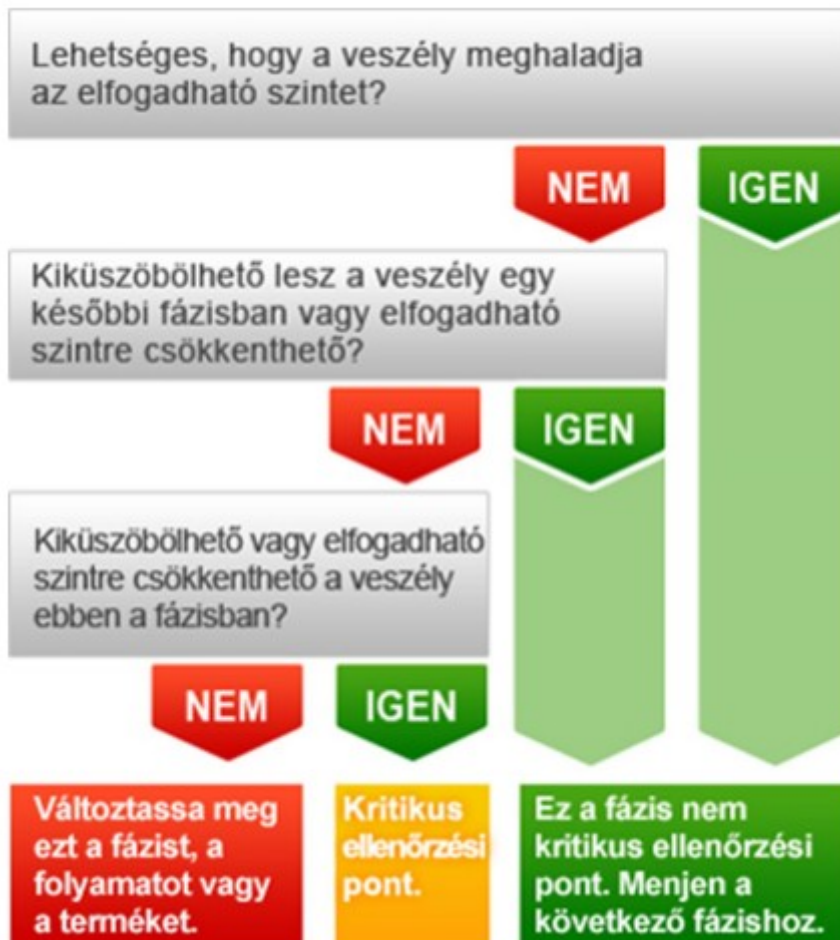 Lehetséges, hogy a veszély meghaladja
az elfogadható szintet?
NEM
IGEN
Kiküszöbölhető lesz a veszély egy
későbbi fázisban vagy elfogadható
szintre csökkenthető?
NEM
IGEN
Kiküszöbölhető vagy elfogadható
szintre csökkenthető a veszély
ebben a fázisban?
NEM
IGEN
Változtassa meg
ezt a fázist, a
folyamatot vagy
a terméket.
Kritikus
ellenőrzési
pont.
Ez a fázis nem
kritikus ellenőrzési
pont. Menjen a
következő fázishoz.